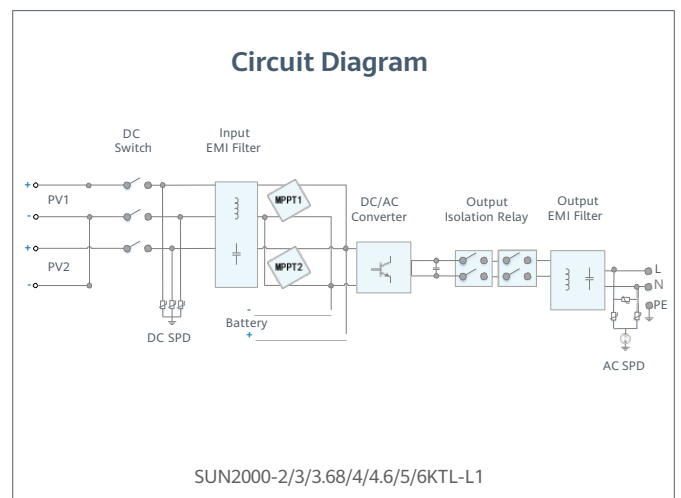 Circuit Diagram
DC
Switch
Input
EMI Filter
+
PV1
-
+
PV2
-
MPPT1
MPPT2
DC/AC
Converter
Output
Isolation Relay
Output
EMI Filter
L
N
PE
DC SPD
-
Battery
+
AC SPD
SUN2000-2/3/3.68/4/4.6/5/6KTL-L1